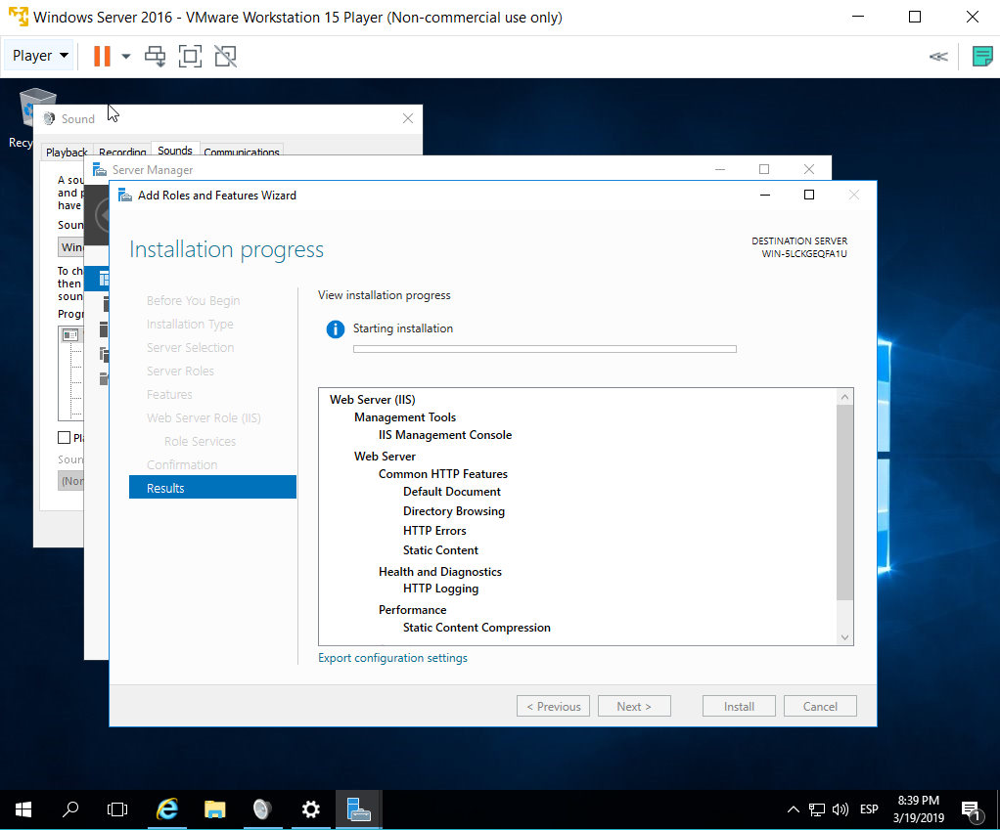 Windows Server 2016 - VMware Workstation 15 Player (Non-commercial use only)
Player
Sound
Playback Recording Sounds Communications
A sou
and p
have
Soun
Win
To ch
then
soun
Progr
Pla
Soun
(Non
Recy
Server Manager
Add Roles and Features Wizard
Installation progress
DESTINATION SERVER
WIN-5LCKGEQFA1U
Before You Begin
Installation Type
Server Selection
Server Roles
Features
Web Server Role (IIS)
Role Services
Confirmation
Results
View installation progress
Starting installation
Web Server (IIS)
Management Tools
IIS Management Console
Web Server
Common HTTP Features
Default Document
Directory Browsing
HTTP Errors
Static Content
Health and Diagnostics
HTTP Logging
Performance
Static Content Compression
Export configuration settings
< Previous
Next >
Install
Cancel
ESP
8:39 PM
3/19/2019
1